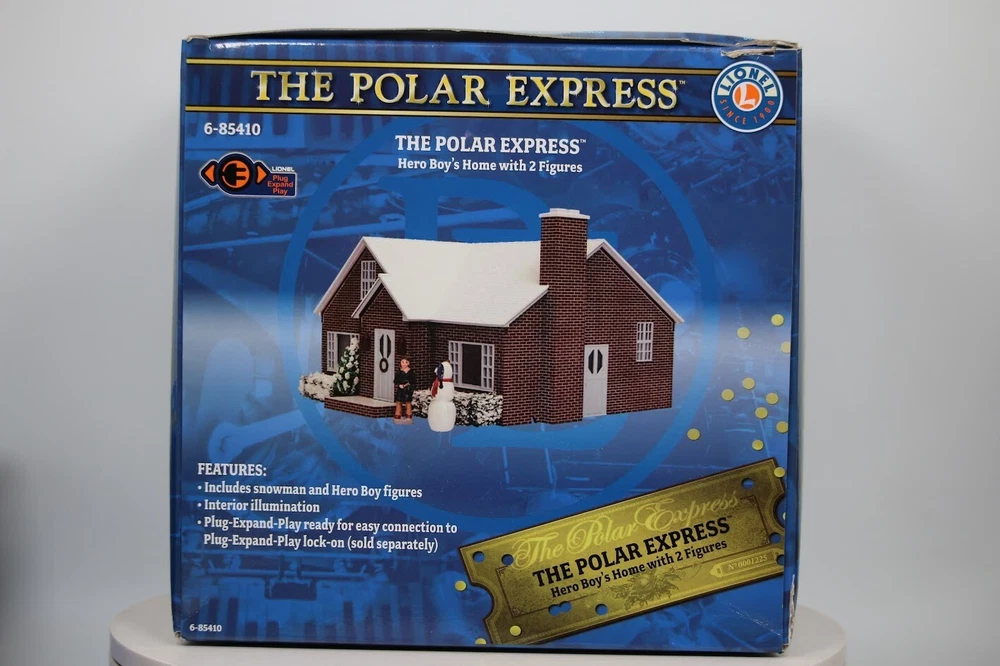 THE POLAR EXPRESS™
LIONEL
L
SINCE 1900
6-85410
THE POLAR EXPRESS™
Hero Boy's Home with 2 Figures
LIONEL
Plug
Expand
Play
FEATURES:
• Includes snowman and Hero Boy figures
• Interior illumination
• Plug-Expand-Play ready for easy connection to
Plug-Expand-Play lock-on (sold separately)
The Polar Express
THE POLAR EXPRESS™
Hero Boy's Home with 2 Figures
Nº 0001225
6-85410